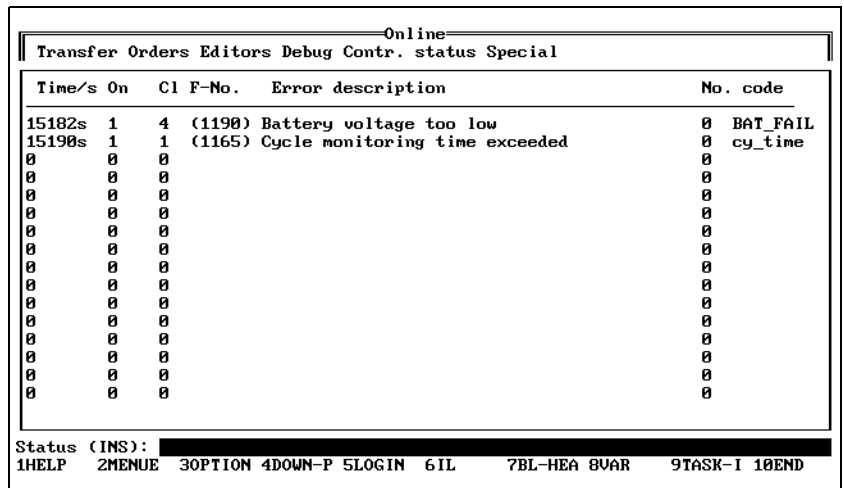 Online
Transfer Orders Editors Debug Contr. status Special
Time/s On Cl F-No. Error description No. code
15182s 1 4 (1190) Battery voltage too low 0 BAT_FAIL
15190s 1 1 (1165) Cycle monitoring time exceeded 0 cy_time
0 0 0 0
0 0 0 0
0 0 0 0
0 0 0 0
0 0 0 0
0 0 0 0
0 0 0 0
0 0 0 0
0 0 0 0
0 0 0 0
0 0 0 0
0 0 0 0
0 0 0 0
0 0 0 0
Status (INS):
1HELP 2MENUE 3OPTION 4DOWN-P 5LOGIN 6IL 7BL-HEA 8VAR 9TASK-I 10END